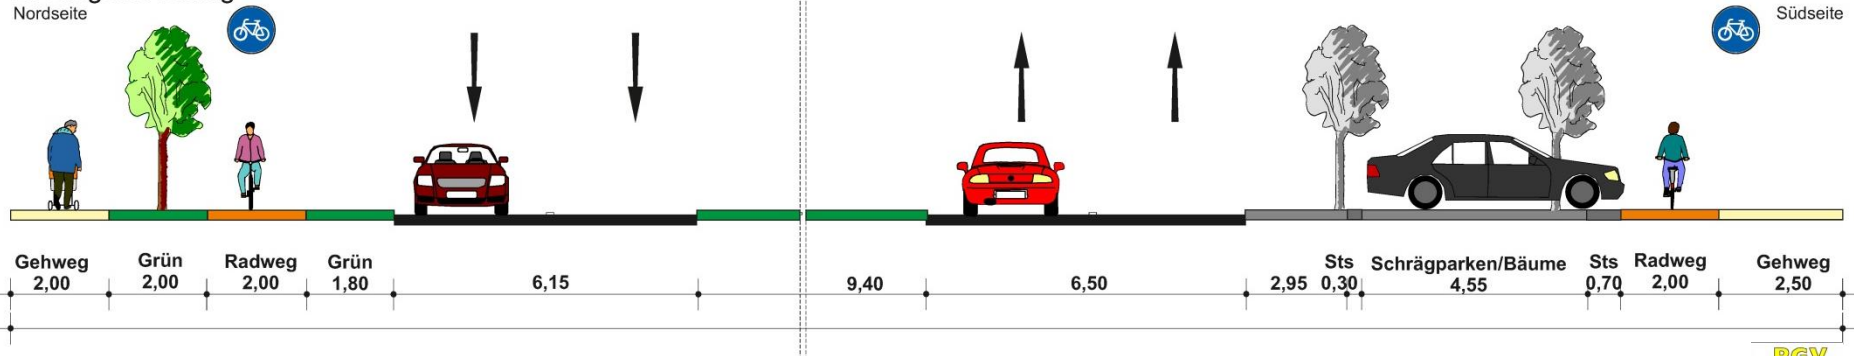 Nordseite
Südseite
Gehweg Grün Radweg Grün Sts Schrägparken/Bäume Sts Radweg Gehweg
2,00 2,00 2,00 1,80 6,15 9,40 6,50 2,95 0,30 4,55 0,70 2,00 2,50